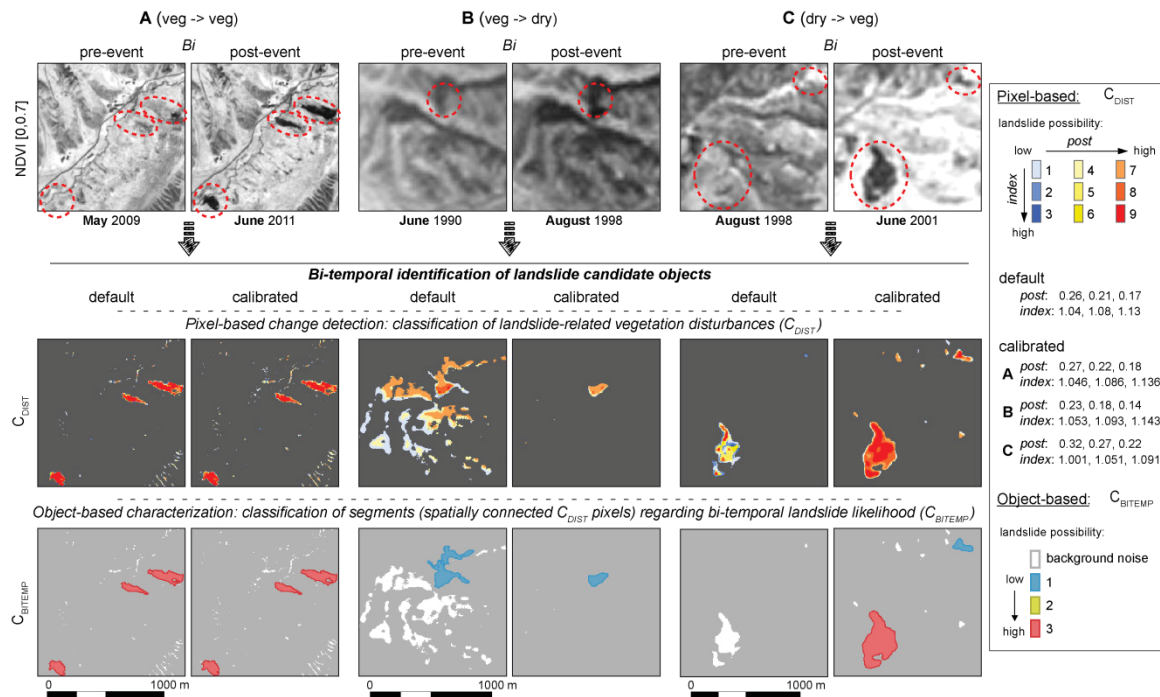 A (veg -> veg)
B (veg -> dry)
C (dry -> veg)
pre-event Bi post-event
pre-event Bi post-event
pre-event Bi post-event
NDVI [0,0.7]
May 2009
June 2011
June 1990
August 1998
August 1998
June 2001
Bi-temporal identification of landslide candidate objects
default calibrated default calibrated default calibrated
Pixel-based change detection: classification of landslide-related vegetation disturbances (CDIST)
CDIST
Object-based characterization: classification of segments (spatially connected CDIST pixels) regarding bi-temporal landslide likelihood (CBITEMP)
CBITEMP
0 1000 m
0 1000 m
0 1000 m
Pixel-based: CDIST
landslide possibility:
low post high
index
1 4 7
2 5 8
3 6 9
high
default
post: 0.26, 0.21, 0.17
index: 1.04, 1.08, 1.13
calibrated
A post: 0.27, 0.22, 0.18
index: 1.046, 1.086, 1.136
B post: 0.23, 0.18, 0.14
index: 1.053, 1.093, 1.143
C post: 0.32, 0.27, 0.22
index: 1.001, 1.051, 1.091
Object-based: CBITEMP
landslide possibility:
background noise
low 1
2
high 3